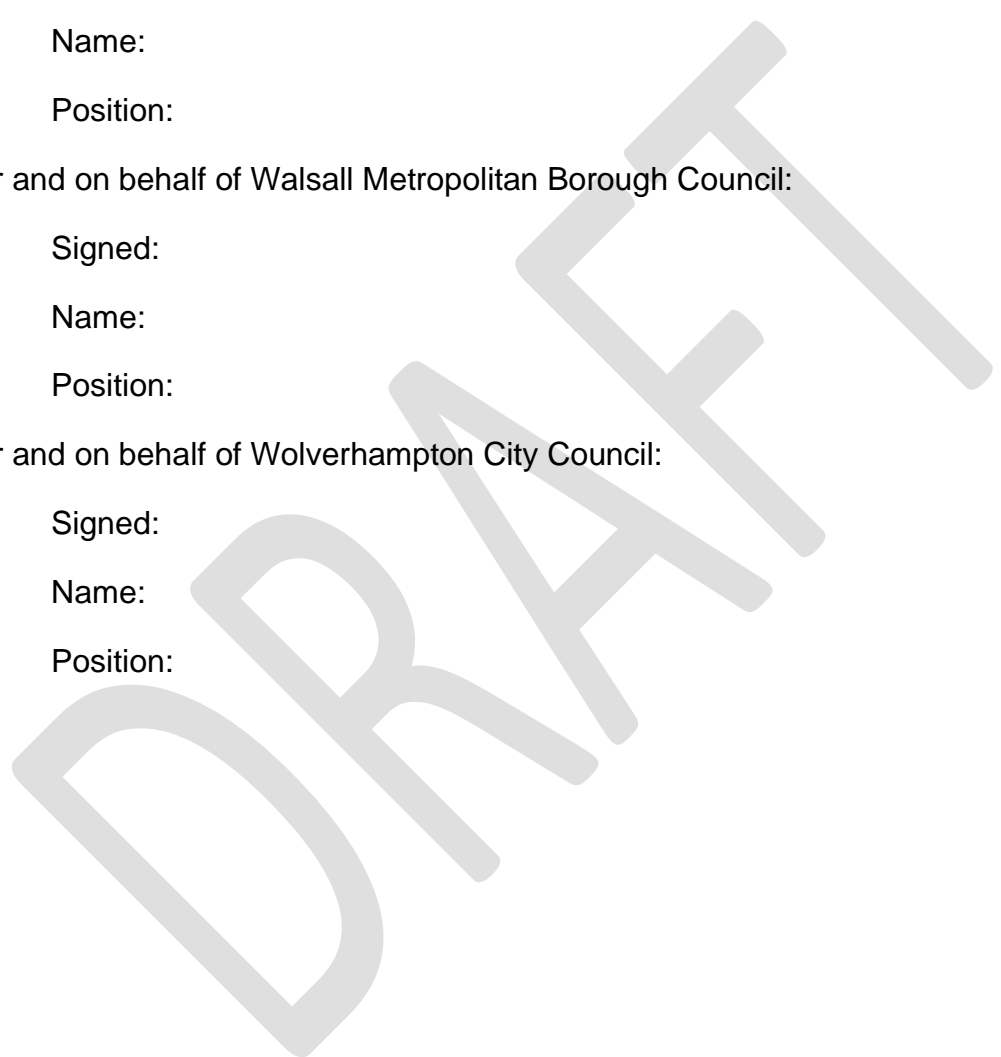 Name:
Position:
r and on behalf of Walsall Metropolitan Borough Council:
Signed:
Name:
Position:
r and on behalf of Wolverhampton City Council:
Signed:
Name:
Position:
DRAFT